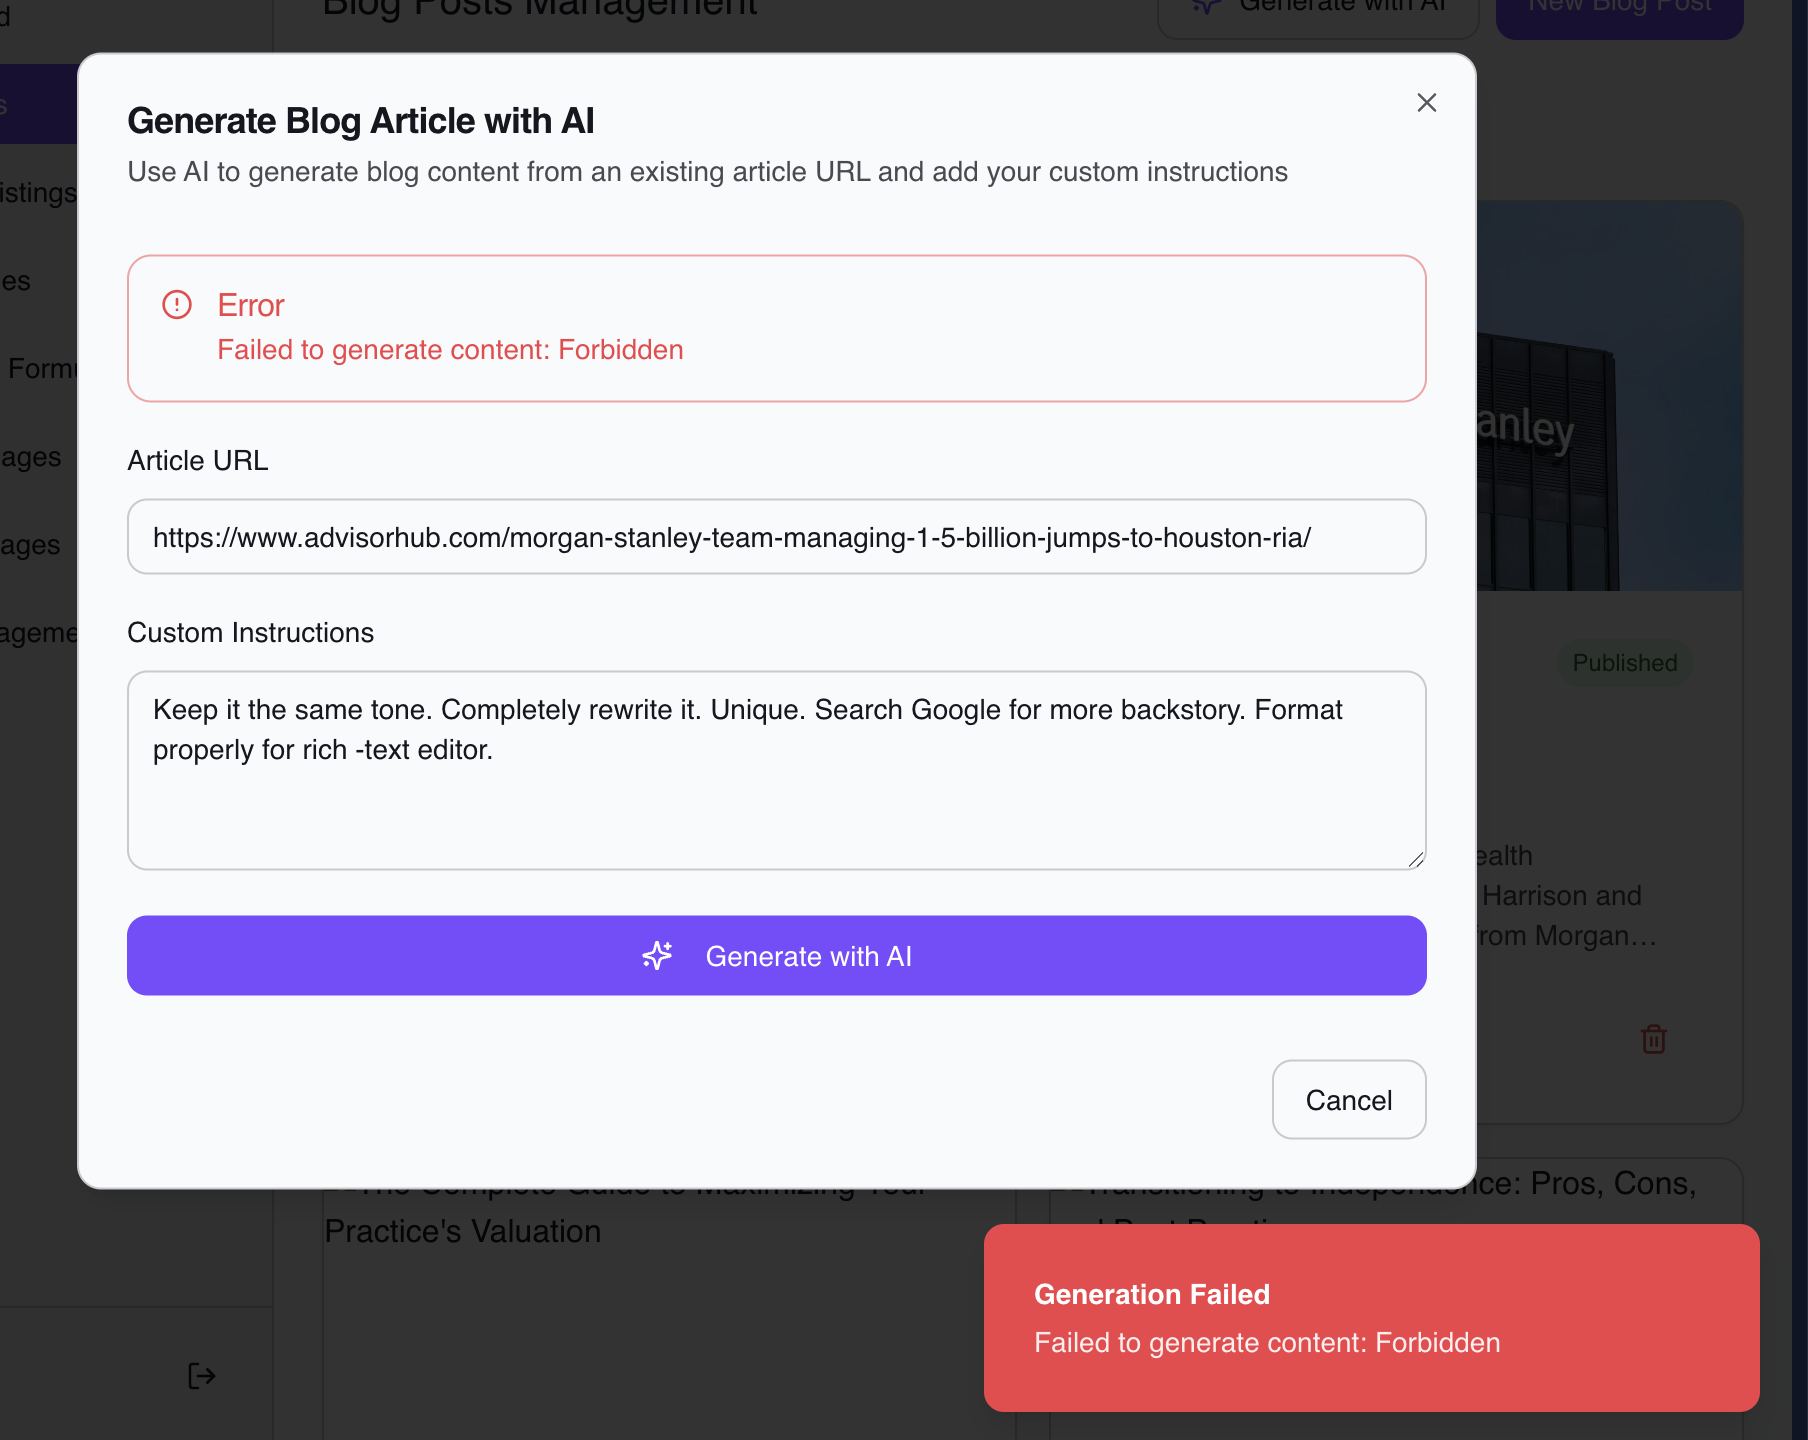 Blog Posts Management
Generate with AI
New Blog Post
Generate Blog Article with AI
Use AI to generate blog content from an existing article URL and add your custom instructions
Error
Failed to generate content: Forbidden
Article URL
https://www.advisorhub.com/morgan-stanley-team-managing-1-5-billion-jumps-to-houston-ria/
Custom Instructions
Keep it the same tone. Completely rewrite it. Unique. Search Google for more backstory. Format
properly for rich -text editor.
Generate with AI
Cancel
istings
es
Formu
ages
ages
ageme
anley
Published
ealth
Harrison and
from Morgan...
The Complete Guide to Maximizing Your
Practice's Valuation
Transitioning to Independence: Pros, Cons,
Generation Failed
Failed to generate content: Forbidden